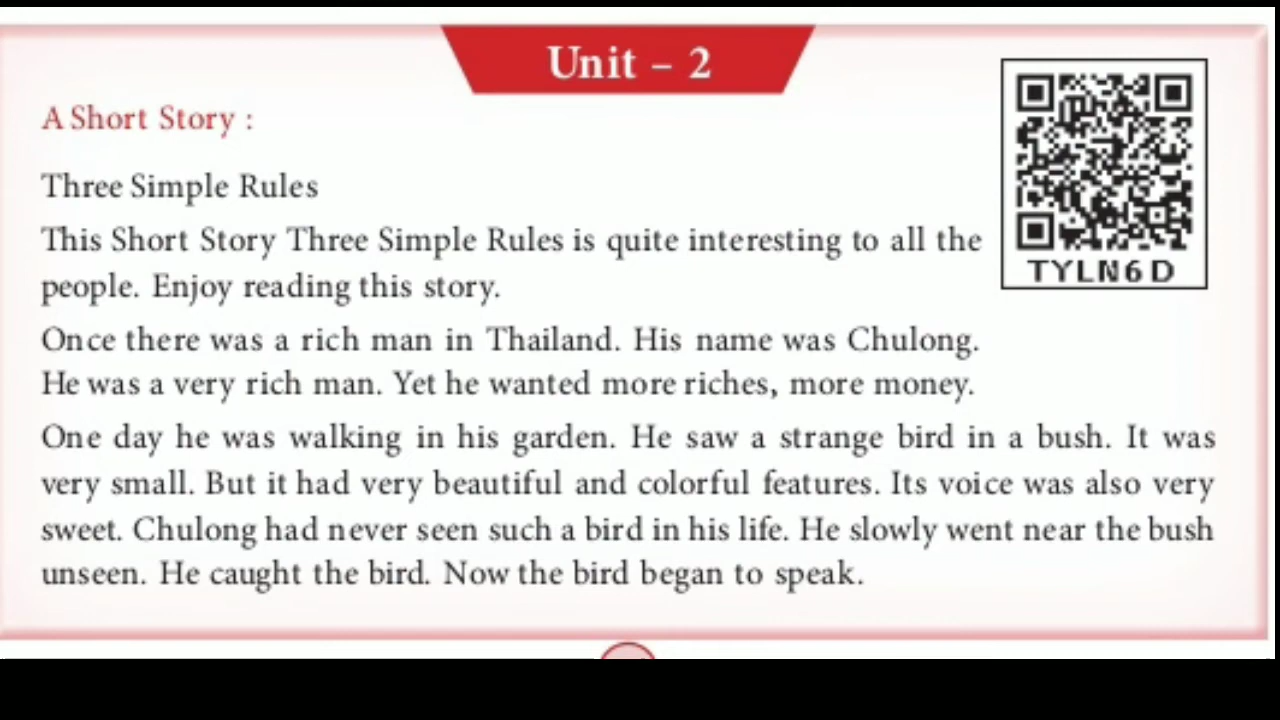 Unit – 2
A Short Story :
Three Simple Rules
This Short Story Three Simple Rules is quite interesting to all the
people. Enjoy reading this story.
TYLN6D
Once there was a rich man in Thailand. His name was Chulong.
He was a very rich man. Yet he wanted more riches, more money.
One day he was walking in his garden. He saw a strange bird in a bush. It was
very small. But it had very beautiful and colorful features. Its voice was also very
sweet. Chulong had never seen such a bird in his life. He slowly went near the bush
unseen. He caught the bird. Now the bird began to speak.